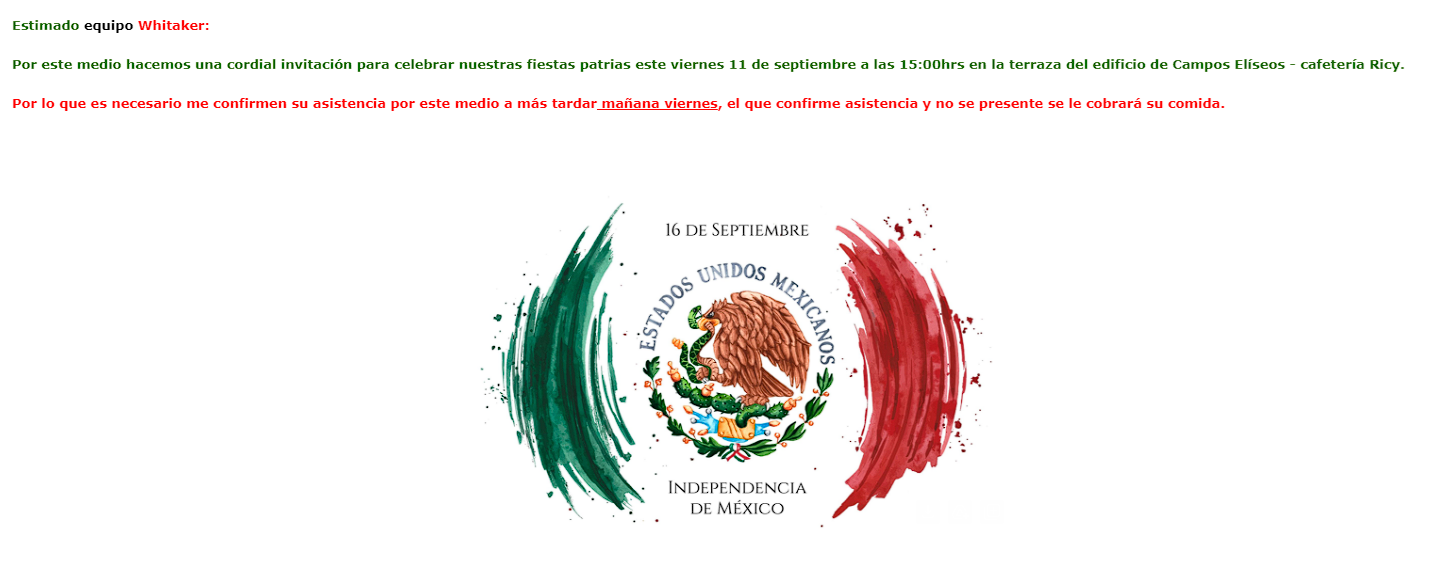 Estimado equipo Whitaker:
Por este medio hacemos una cordial invitación para celebrar nuestras fiestas patrias este viernes 11 de septiembre a las 15:00hrs en la terraza del edificio de Campos Elíseos - cafetería Ricy.
Por lo que es necesario me confirmen su asistencia por este medio a más tardar mañana viernes, el que confirme asistencia y no se presente se le cobrará su comida.
16 DE SEPTIEMBRE
ESTADOS UNIDOS MEXICANOS
INDEPENDENCIA
DE MÉXICO